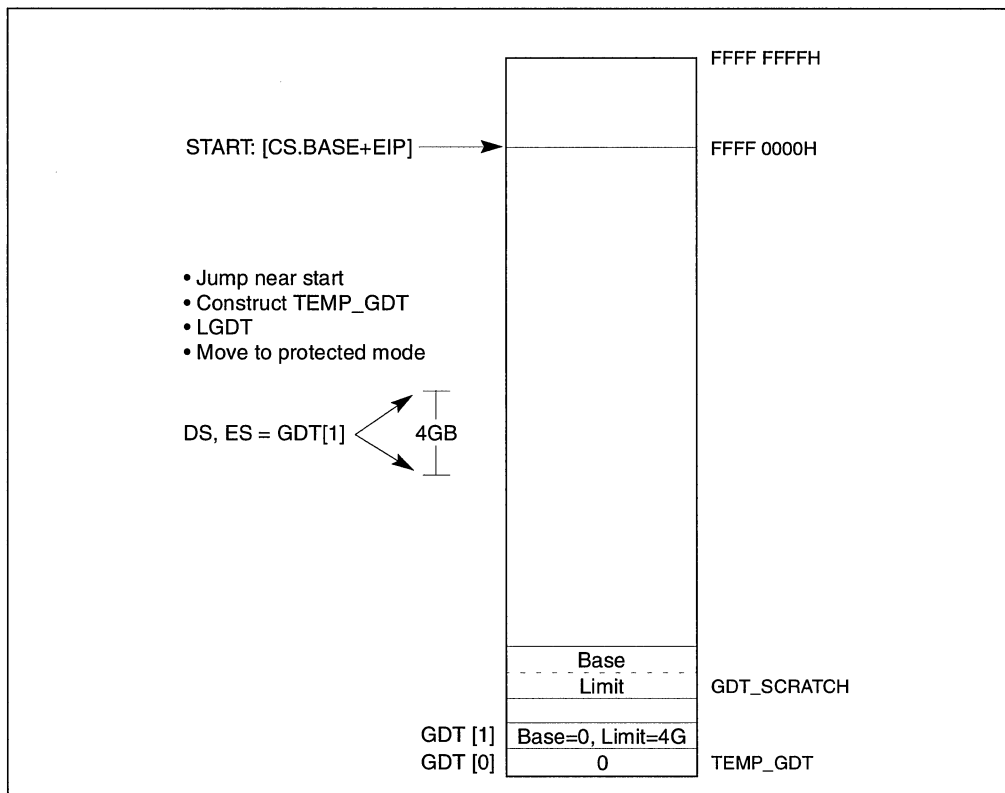 FFFF FFFFH
START: [CS.BASE+EIP]
FFFF 0000H
• Jump near start
• Construct TEMP_GDT
• LGDT
• Move to protected mode
DS, ES = GDT[1]
4GB
Base
Limit
GDT_SCRATCH
GDT [1]
Base=0, Limit=4G
GDT [0]
0
TEMP_GDT